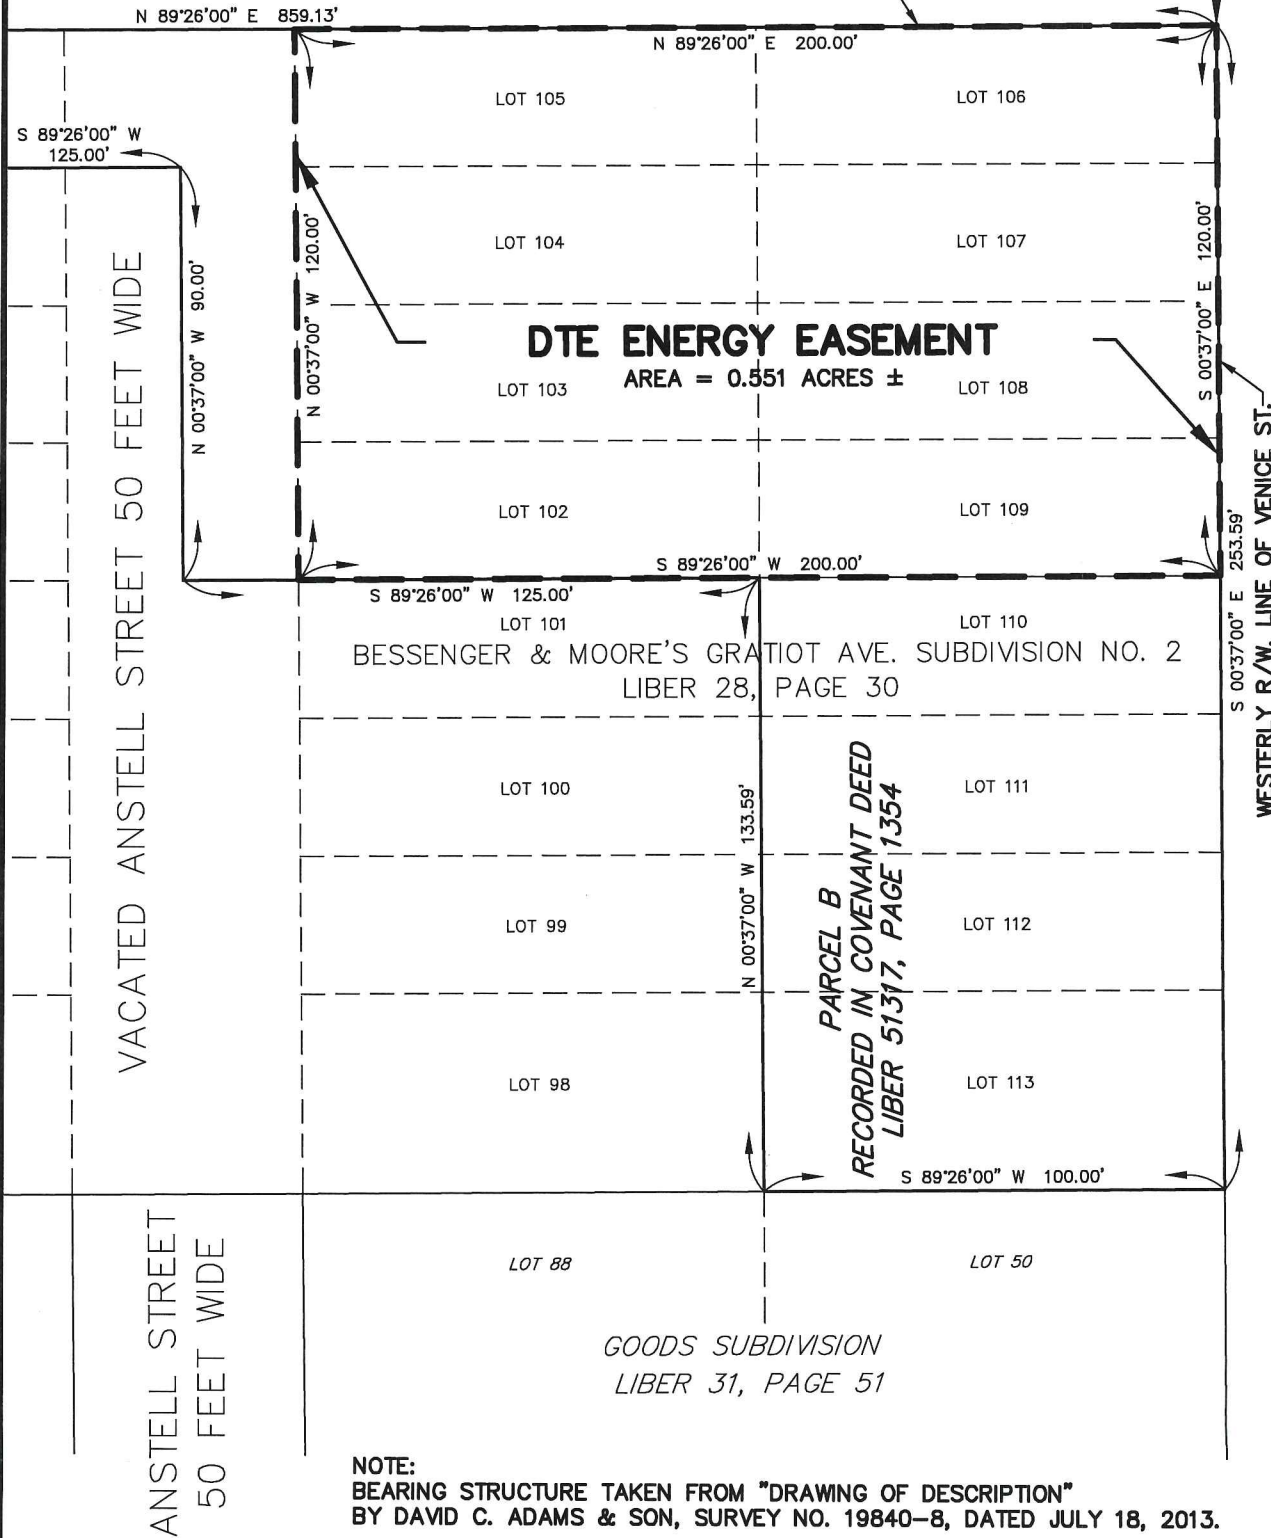 N 89°26'00" E 859.13'
N 89°26'00" E 200.00'
LOT 105
LOT 106
S 89°26'00" W
125.00'
N 00°37'00" W 90.00'
N 00°37'00" W 120.00'
S 00°37'00" E 120.00'
LOT 104
LOT 107
DTE ENERGY EASEMENT
AREA = 0.551 ACRES ±
LOT 103
LOT 108
VACATED ANSTELL STREET 50 FEET WIDE
WESTERLY R/W. LINE OF VENICE ST.
LOT 102
LOT 109
S 00°37'00" E 253.59'
S 89°26'00" W 200.00'
S 89°26'00" W 125.00'
LOT 101
LOT 110
BESSENGER & MOORE'S GRATIOT AVE. SUBDIVISION NO. 2
LIBER 28, PAGE 30
LOT 100
LOT 111
N 00°37'00" W 133.59'
PARCEL B
RECORDED IN COVENANT DEED
LIBER 51317, PAGE 1354
LOT 99
LOT 112
LOT 98
LOT 113
S 89°26'00" W 100.00'
ANSTELL STREET
50 FEET WIDE
LOT 88
LOT 50
GOODS SUBDIVISION
LIBER 31, PAGE 51
NOTE:
BEARING STRUCTURE TAKEN FROM "DRAWING OF DESCRIPTION"
BY DAVID C. ADAMS & SON, SURVEY NO. 19840-8, DATED JULY 18, 2013.